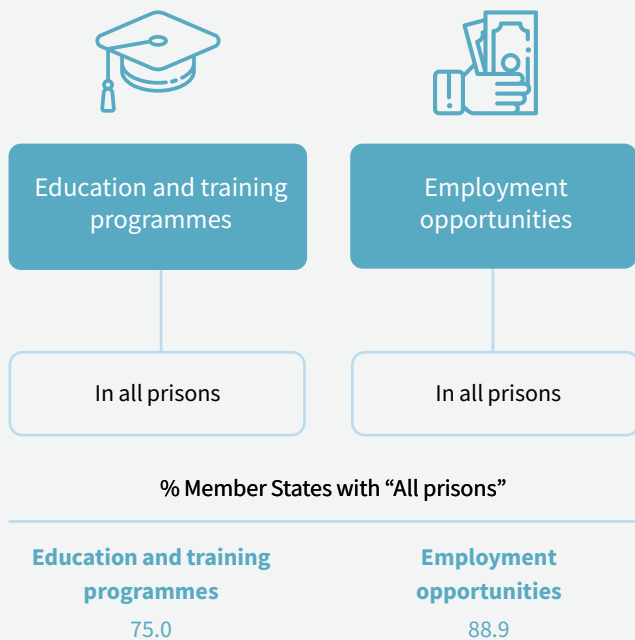 Education and training
programmes
Employment
opportunities
In all prisons
In all prisons
% Member States with “All prisons”
Education and training
programmes
Employment
opportunities
75.0
88.9